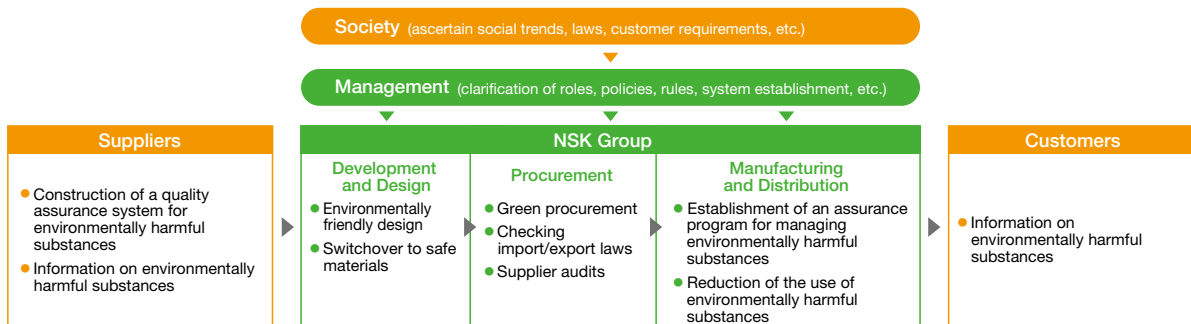 Society (ascertain social trends, laws, customer requirements, etc.)
Management (clarification of roles, policies, rules, system establishment, etc.)
Suppliers
Construction of a quality
assurance system for
environmentally harmful
substances
Information on environmentally
harmful substances
NSK Group
Development
and Design
Environmentally
friendly design
Switchover to safe
materials
Procurement
Green procurement
Checking
import/export laws
Supplier audits
Manufacturing
and Distribution
Establishment of an assurance
program for managing
environmentally harmful
substances
Reduction of the use of
environmentally harmful
substances
Customers
Information on
environmentally harmful
substances